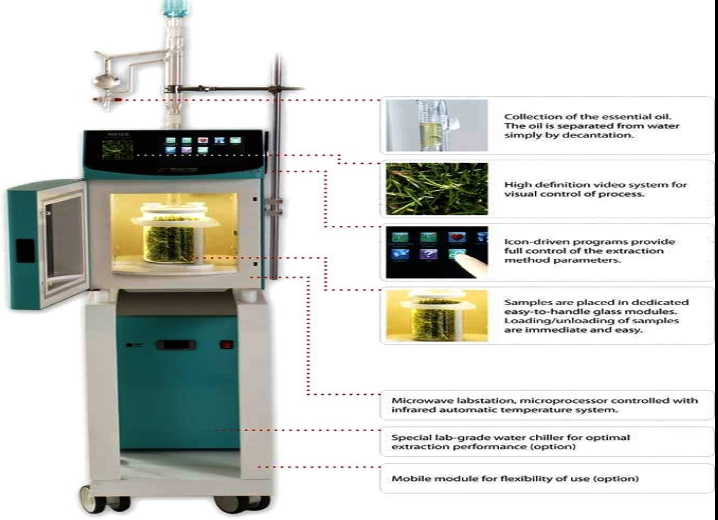 NEOS
Collection of the essential oil.
The oil is separated from water
simply by decantation.
High definition video system for
visual control of process.
Icon-driven programs provide
full control of the extraction
method parameters.
Samples are placed in dedicated
easy-to-handle glass modules.
Loading/unloading of samples
are immediate and easy.
Microwave labstation, microprocessor controlled with
infrared automatic temperature system.
Special lab-grade water chiller for optimal
extraction performance (option)
Mobile module for flexibility of use (option)